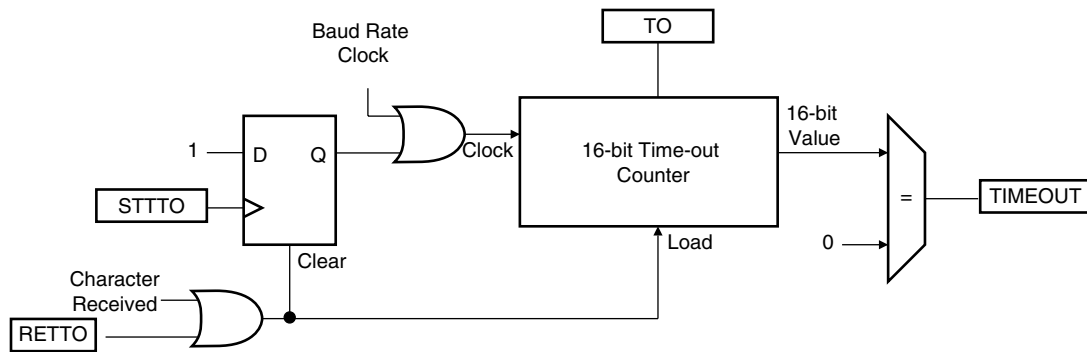 Baud Rate
Clock
TO
1
D
Q
Clock
16-bit Time-out
Counter
16-bit
Value
=
TIMEOUT
STTTO
Clear
Load
0
Character
Received
RETTO